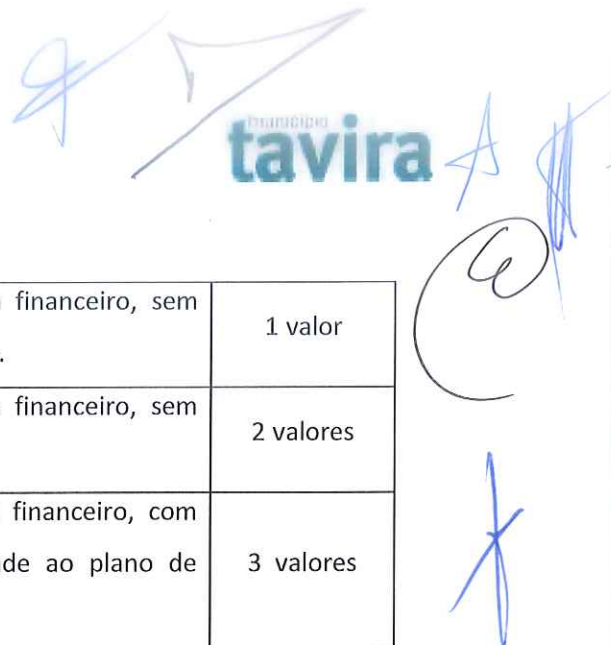 município
tavira
financeiro, sem
1 valor
financeiro, sem
2 valores
financeiro, com
de ao plano de
3 valores